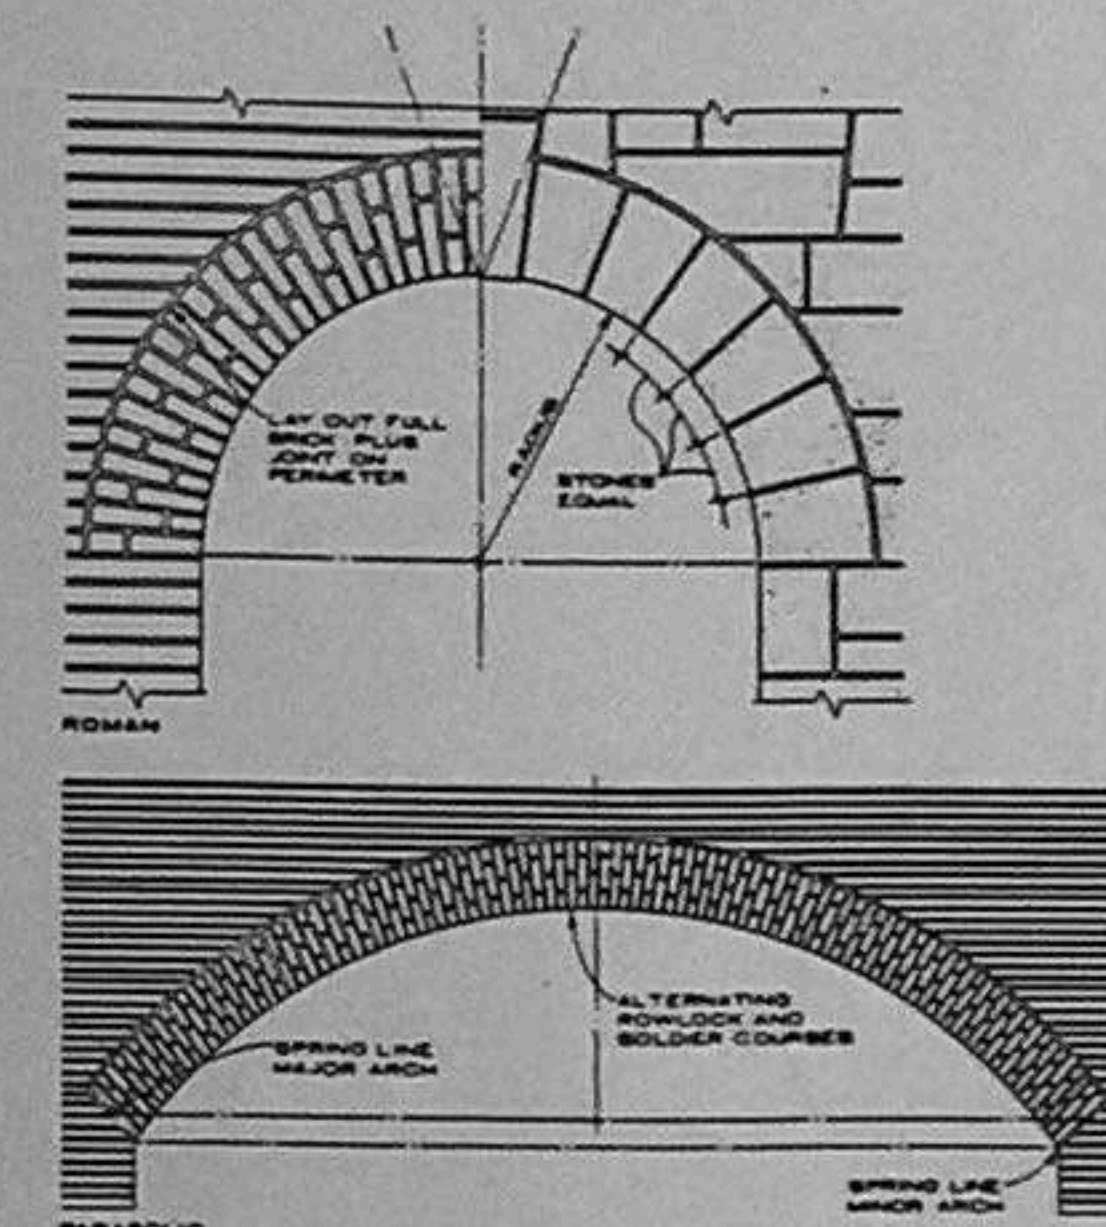 LAY OUT FULL
BRICK PLUS
JOINT ON
PERIMETER
RADIUS
STONES
EQUAL
ROMAN
ALTERNATING
ROWLOCK AND
SOLDIER COURSES
SPRING LINE
MAJOR ARCH
SPRING LINE
MINOR ARCH
PARABOLIC